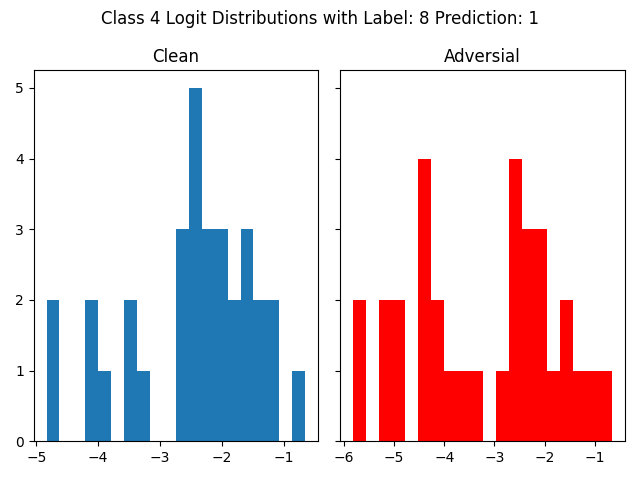 Class 4 Logit Distributions with Label: 8 Prediction: 1
Clean
Adversial
5
4
3
2
1
0
−5 −4 −3 −2 −1
−6 −5 −4 −3 −2 −1